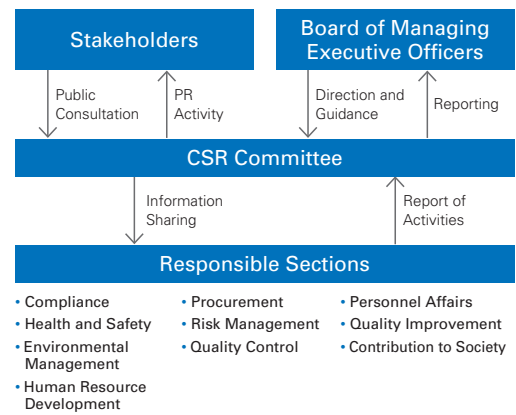 Stakeholders
Board of Managing
Executive Officers
Public
Consultation
PR
Activity
Direction and
Guidance
Reporting
CSR Committee
Information
Sharing
Report of
Activities
Responsible Sections
• Compliance
• Health and Safety
• Environmental
Management
• Human Resource
Development
• Procurement
• Risk Management
• Quality Control
• Personnel Affairs
• Quality Improvement
• Contribution to Society